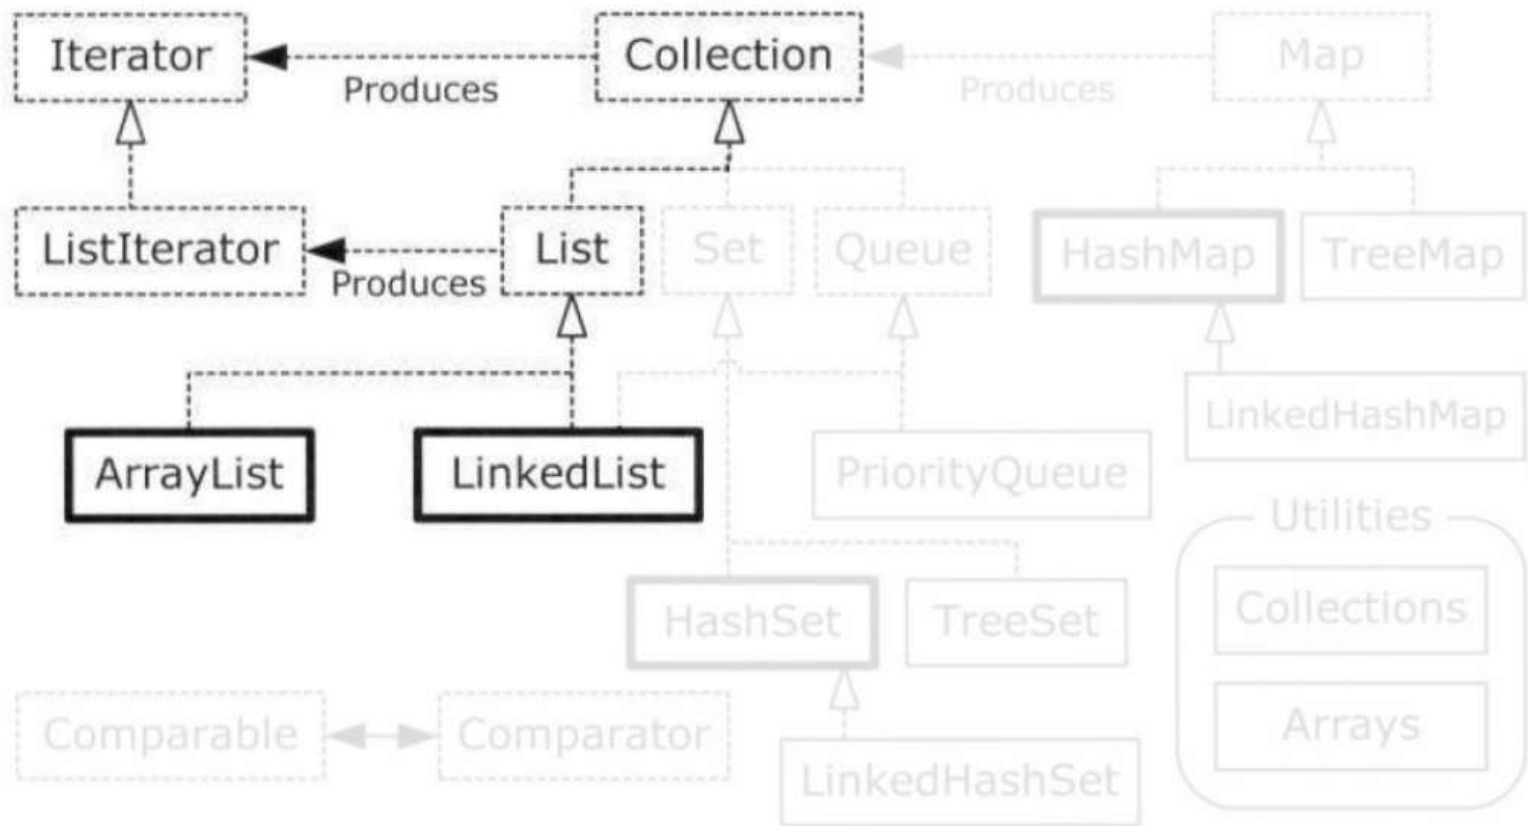 Iterator
Produces
Collection
Produces
Map
ListIterator
Produces
List
Set
Queue
HashMap
TreeMap
LinkedHashMap
ArrayList
LinkedList
PriorityQueue
Utilities
Collections
Arrays
HashSet
TreeSet
Comparable
Comparator
LinkedHashSet